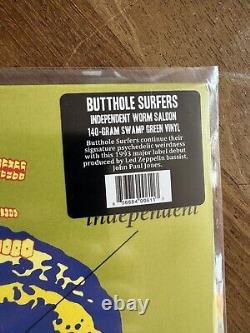 BUTTHOLE SURFERS
INDEPENDENT WORM SALOON
140-GRAM SWAMP GREEN VINYL
Butthole Surfers continue their
signature psychedelic weirdness
with this 1993 major label debut
produced by Led Zeppelin bassist,
John Paul Jones.
independent